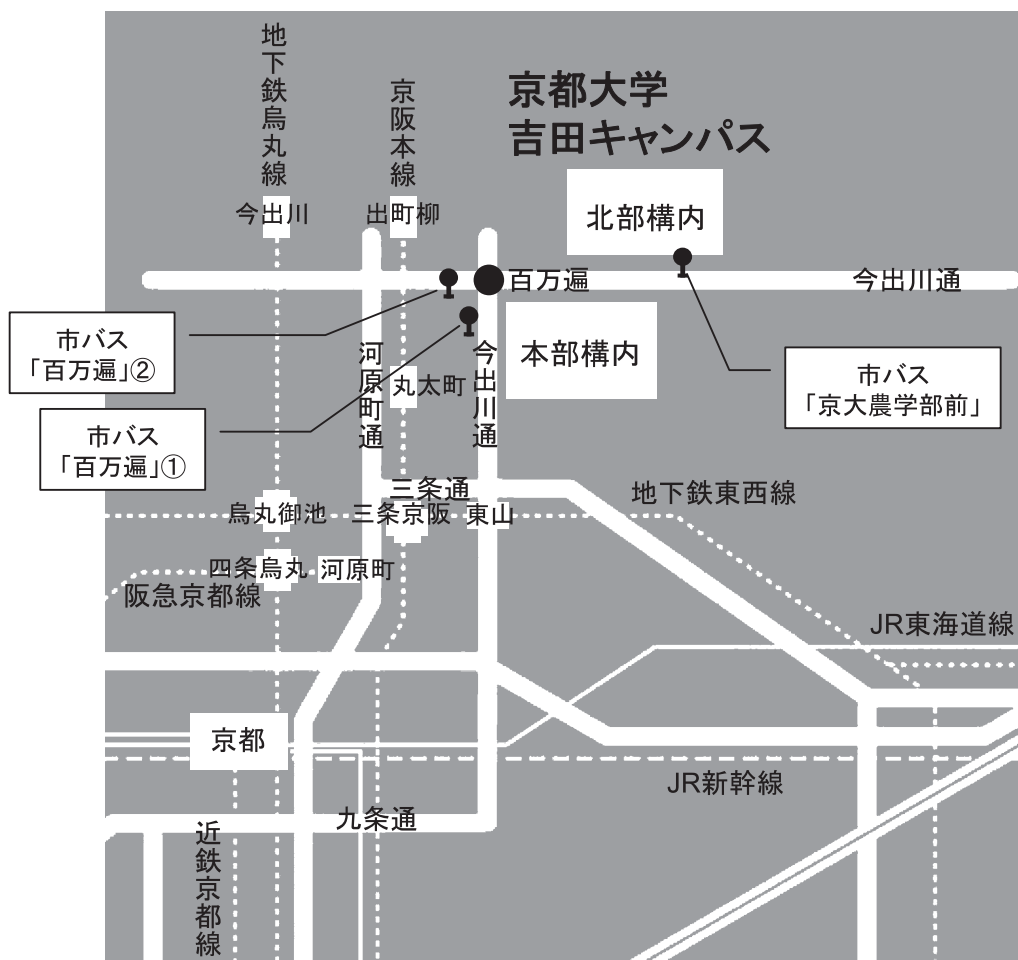 地下鉄烏丸線
京阪本線
京都大学
吉田キャンパス
今出川
出町柳
北部構内
百万遍
今出川通
市バス
「百万遍」②
河原町通
今出川通
本部構内
丸太町
市バス
「京大農学部前」
市バス
「百万遍」①
三条通
地下鉄東西線
烏丸御池
三条京阪
東山
四条烏丸
河原町
阪急京都線
JR東海道線
京都
JR新幹線
九条通
近鉄京都線